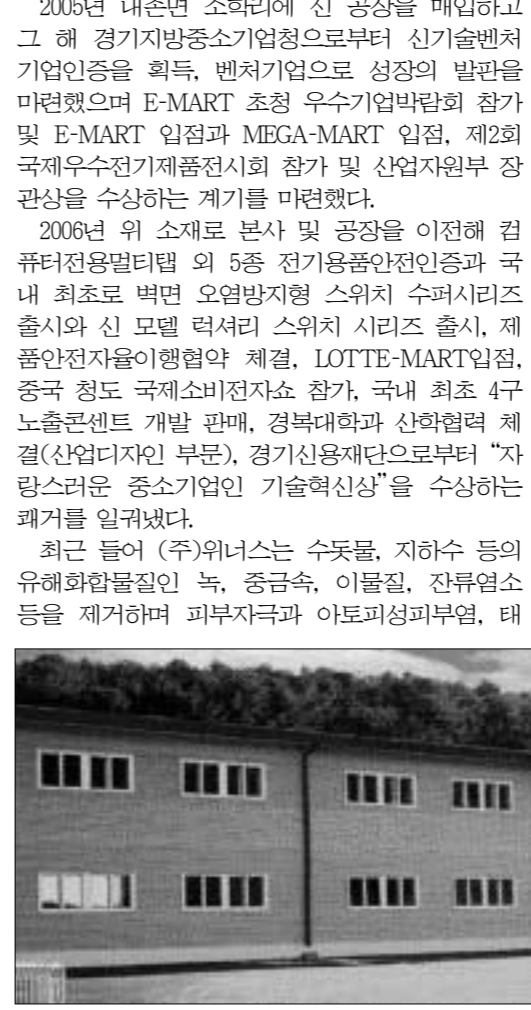 2005년 내촌면 소학리에 신 공장을 매입하고
그 해 경기지방중소기업청으로부터 신기술벤처
기업인증을 획득, 벤처기업으로 성장의 발판을
마련했으며 E-MART 초청 우수기업박람회 참가
및 E-MART 입점과 MEGA-MART 입점, 제2회
국제우수전기제품전시회 참가 및 산업자원부 장
관상을 수상하는 계기를 마련했다.
2006년 위 소재로 본사 및 공장을 이전해 컴
퓨터전용멀티탭 외 5종 전기용품안전인증과 국
내 최초로 벽면 오염방지형 스위치 수퍼시리즈
출시와 신 모델 럭셔리 스위치 시리즈 출시, 제
품안전자율이행협약 체결, LOTTE-MART입점,
중국 청도 국제소비전자쇼 참가, 국내 최초 4구
노출콘센트 개발 판매, 경복대학과 산학협력 체
결(산업디자인 부문), 경기신용재단으로부터 “자
랑스러운 중소기업인 기술혁신상”을 수상하는
쾌거를 일궈냈다.
최근 들어 (주)위너스는 수돗물, 지하수 등의
유해화합물질인 녹, 중금속, 이물질, 잔류염소
등을 제거하며 피부자극과 아토피성피부염, 태